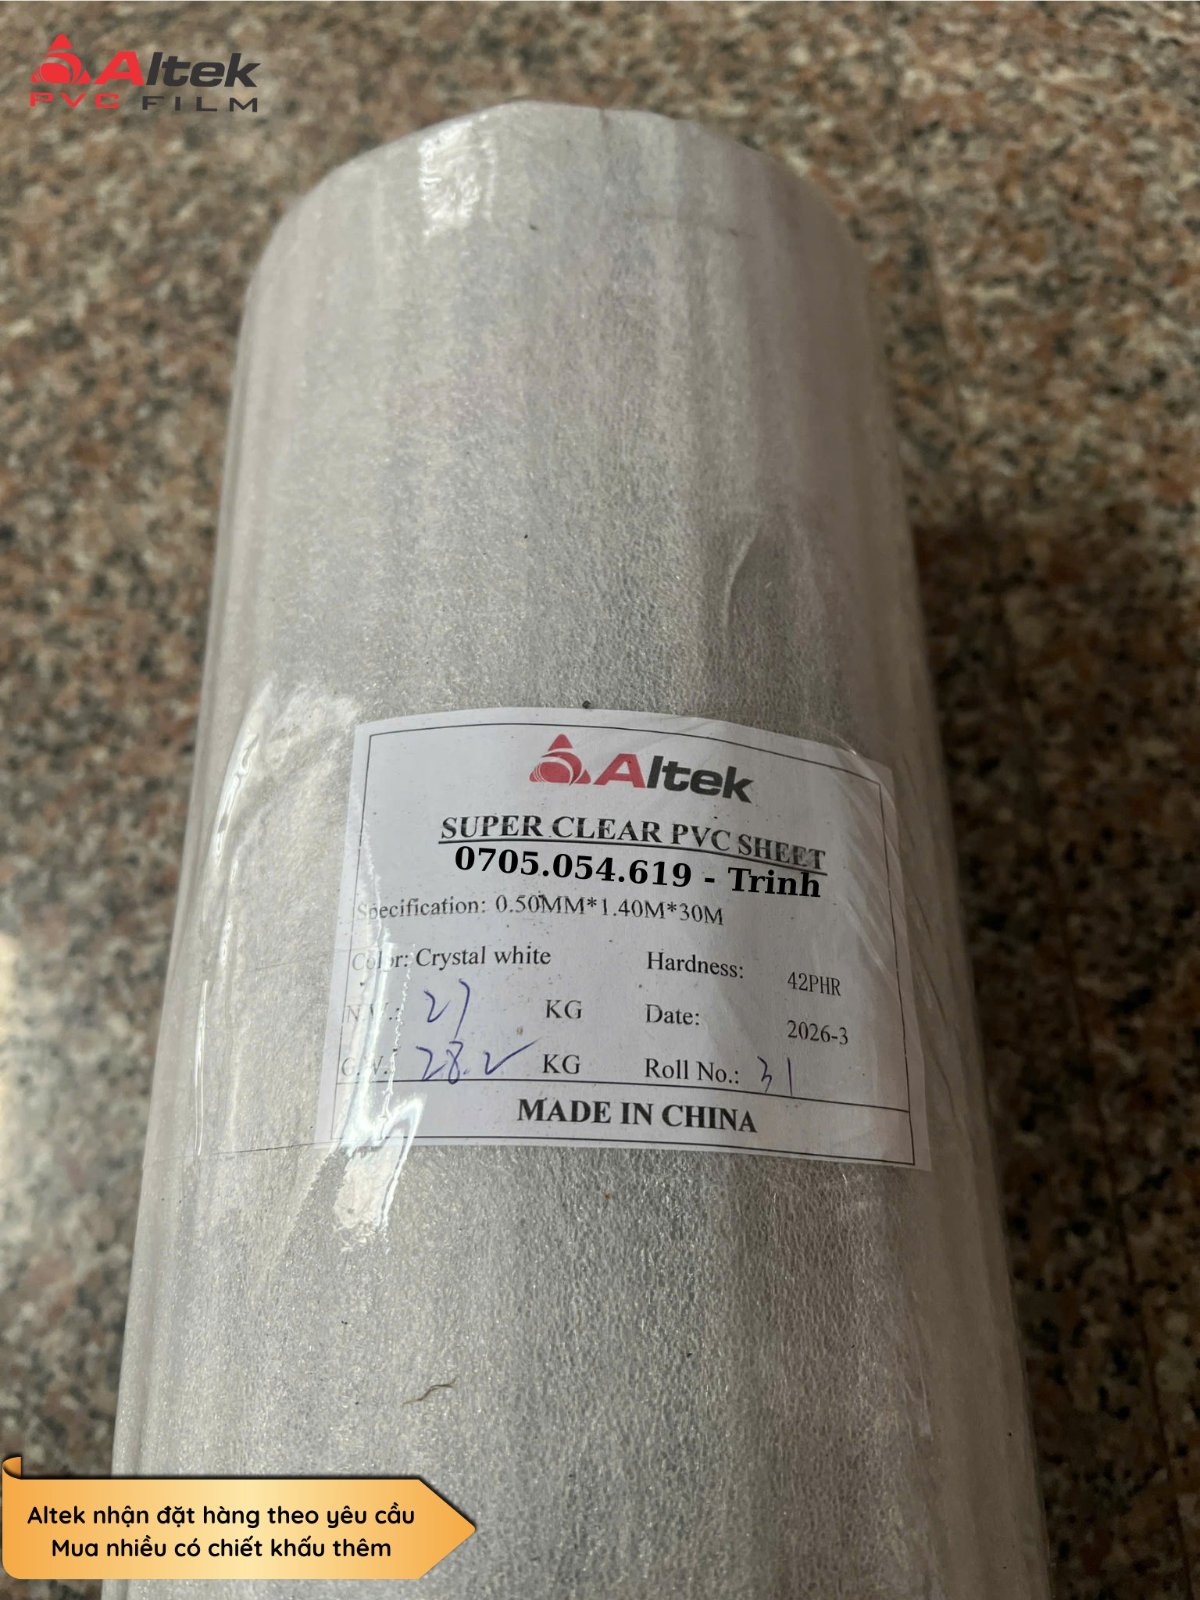 Altek
PVC FILM
Altek
SUPER CLEAR PVC SHEET
0705.054.619 - Trinh
Specification: 0.50MM*1.40M*30M
Color: Crystal white Hardness: 42PHR
N.W.: 27 KG Date: 2026-3
G.W.: 28.2 KG Roll No.: 31
MADE IN CHINA
Altek nhận đặt hàng theo yêu cầu
Mua nhiều có chiết khấu thêm